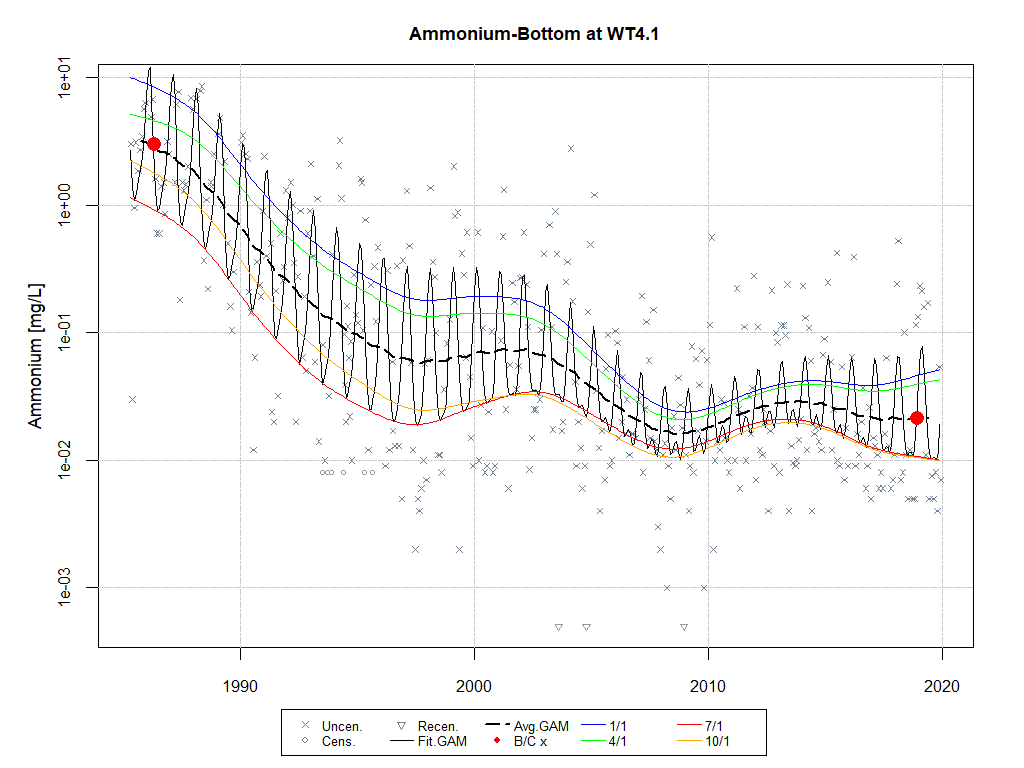 Ammonium-Bottom at WT4.1
Ammonium [mg/L]
1e+01
1e+00
1e-01
1e-02
1e-03
1990 2000 2010 2020
Uncen. Recen. Avg.GAM 1/1 7/1
Cens. Fit.GAM B/C x 4/1 10/1